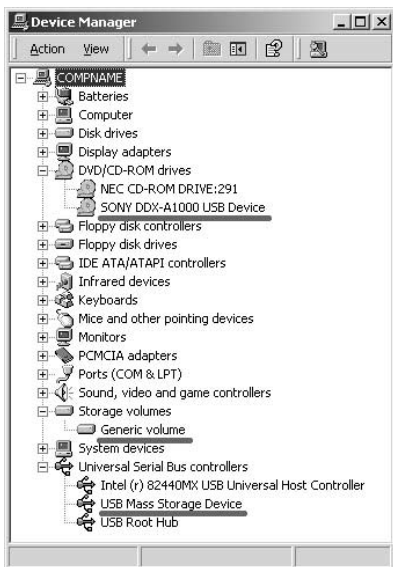 Device Manager
Action View
COMPNAME
Batteries
Computer
Disk drives
Display adapters
DVD/CD-ROM drives
NEC CD-ROM DRIVE:291
SONY DDX-A1000 USB Device
Floppy disk controllers
Floppy disk drives
IDE ATA/ATAPI controllers
Infrared devices
Keyboards
Mice and other pointing devices
Monitors
PCMCIA adapters
Ports (COM & LPT)
Sound, video and game controllers
Storage volumes
Generic volume
System devices
Universal Serial Bus controllers
Intel (r) 82440MX USB Universal Host Controller
USB Mass Storage Device
USB Root Hub